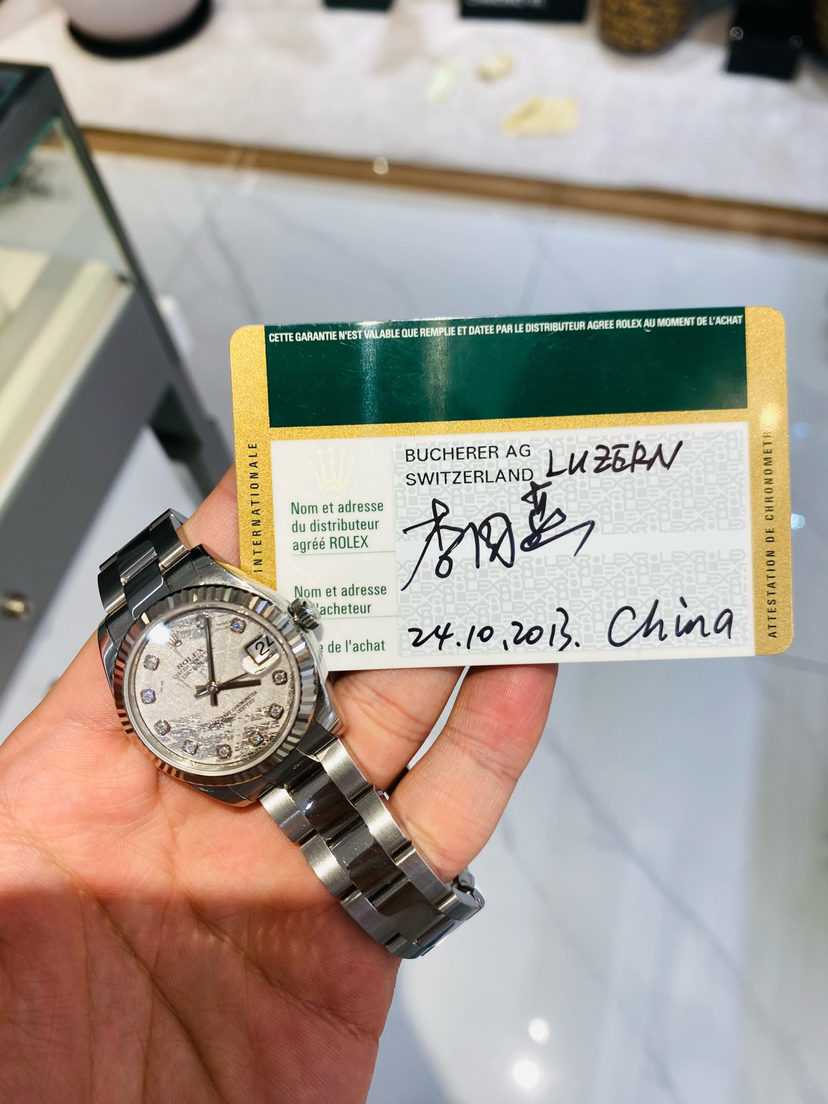 CETTE GARANTIE N'EST VALABLE QUE REMPLIE ET DATEE PAR LE DISTRIBUTEUR AGREE ROLEX AU MOMENT DE L'ACHAT
INTERNATIONALE
BUCHERER AG
SWITZERLAND LUZERN
Nom et adresse
du distributeur
agréé ROLEX
Nom et adresse
l'acheteur
e de l'achat
24.10.2013. China
ATTESTATION DE CHRONOMETR
ROLEX